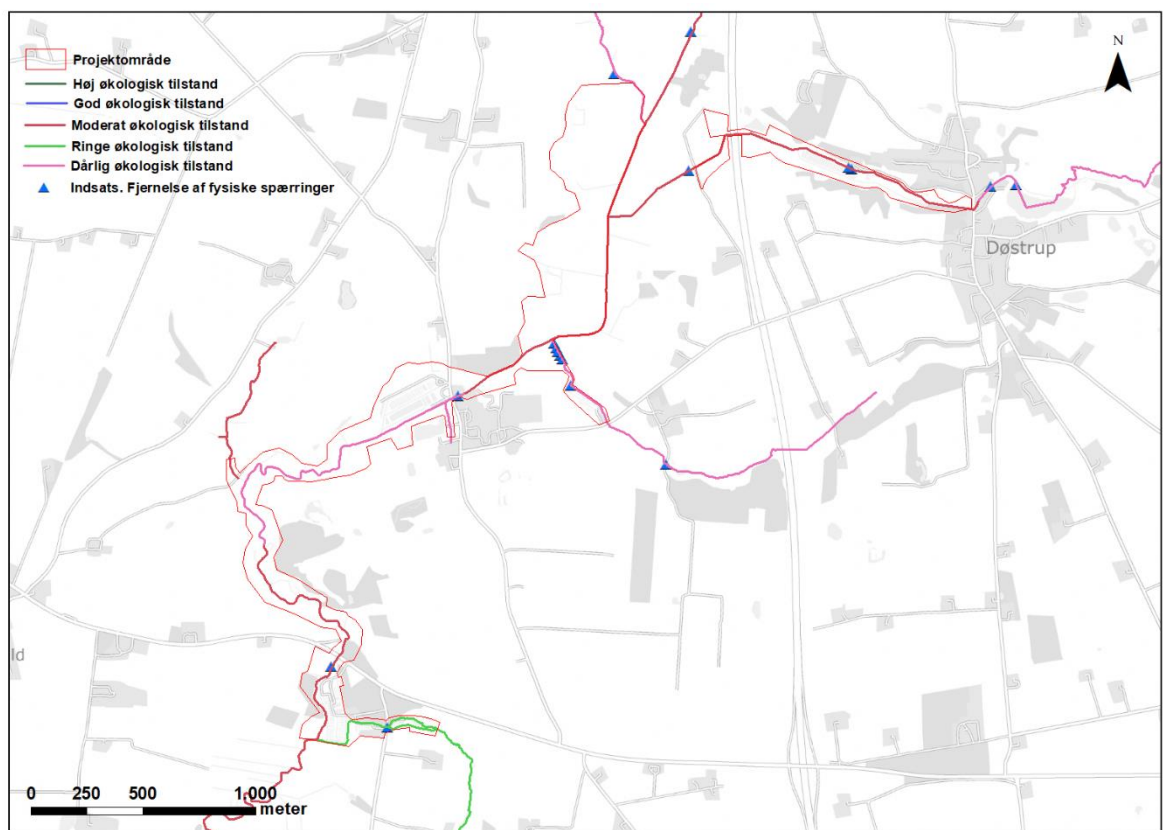 N
Projektområde
Høj økologisk tilstand
God økologisk tilstand
Moderat økologisk tilstand
Ringe økologisk tilstand
Dårlig økologisk tilstand
Indsats. Fjernelse af fysiske spærringer
Døstrup
ld
0 250 500 1.000
meter